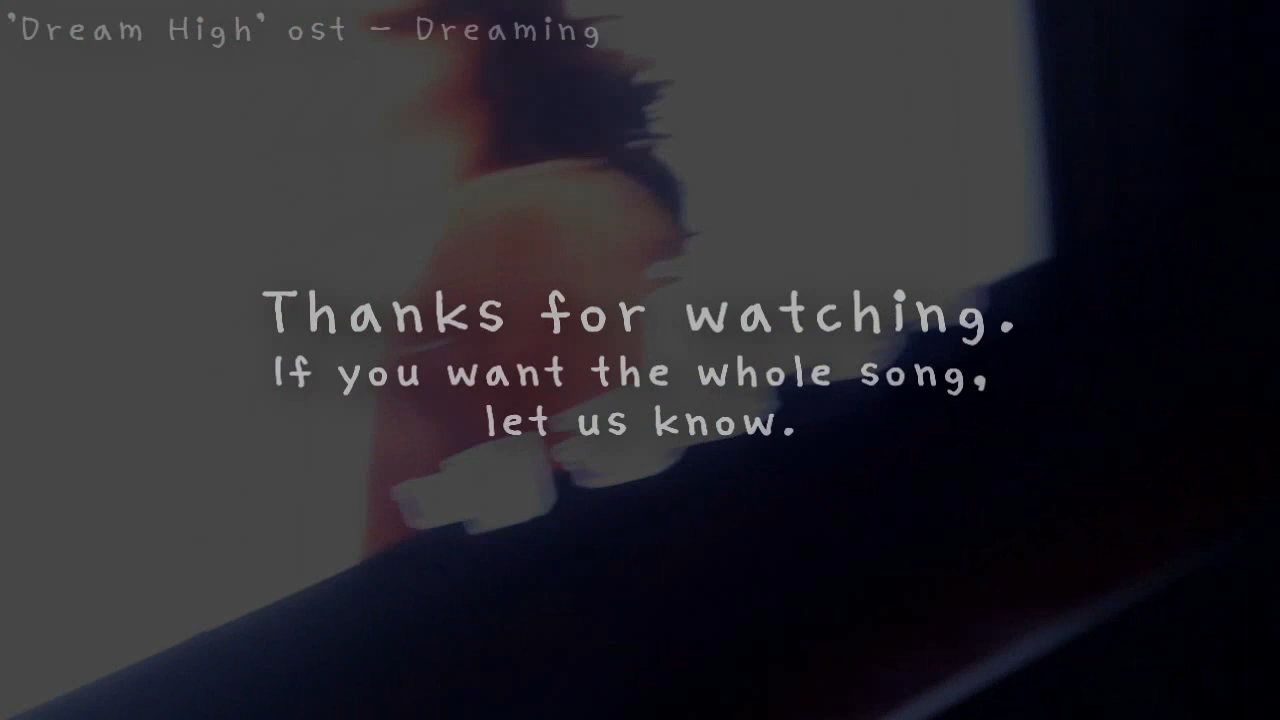 'Dream High' ost - Dreaming
Thanks for watching.
If you want the whole song,
let us know.